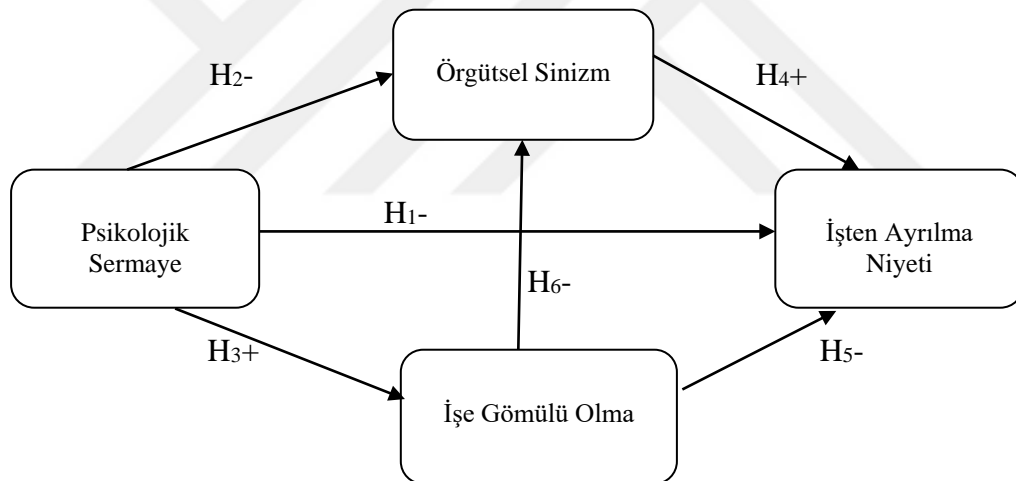 Örgütsel Sinizm
H2-
H4+
Psikolojik
Sermaye
H1-
İşten Ayrılma
Niyeti
H6-
H3+
H5-
İşe Gömülü Olma